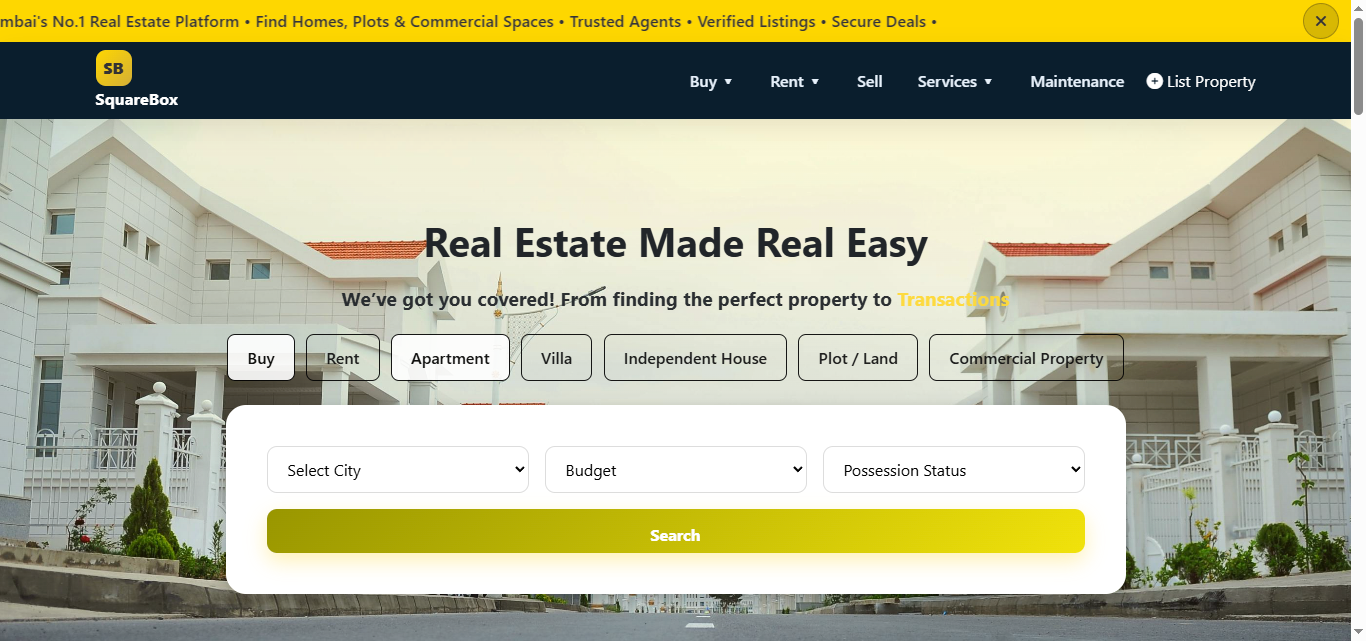 mbai's No.1 Real Estate Platform • Find Homes, Plots & Commercial Spaces • Trusted Agents • Verified Listings • Secure Deals •
SB
SquareBox
Buy ▼ Rent ▼ Sell Services ▼ Maintenance List Property
Real Estate Made Real Easy
We’ve got you covered! From finding the perfect property to Transactions
Buy Rent Apartment Villa Independent House Plot / Land Commercial Property
Select City Budget Possession Status
Search